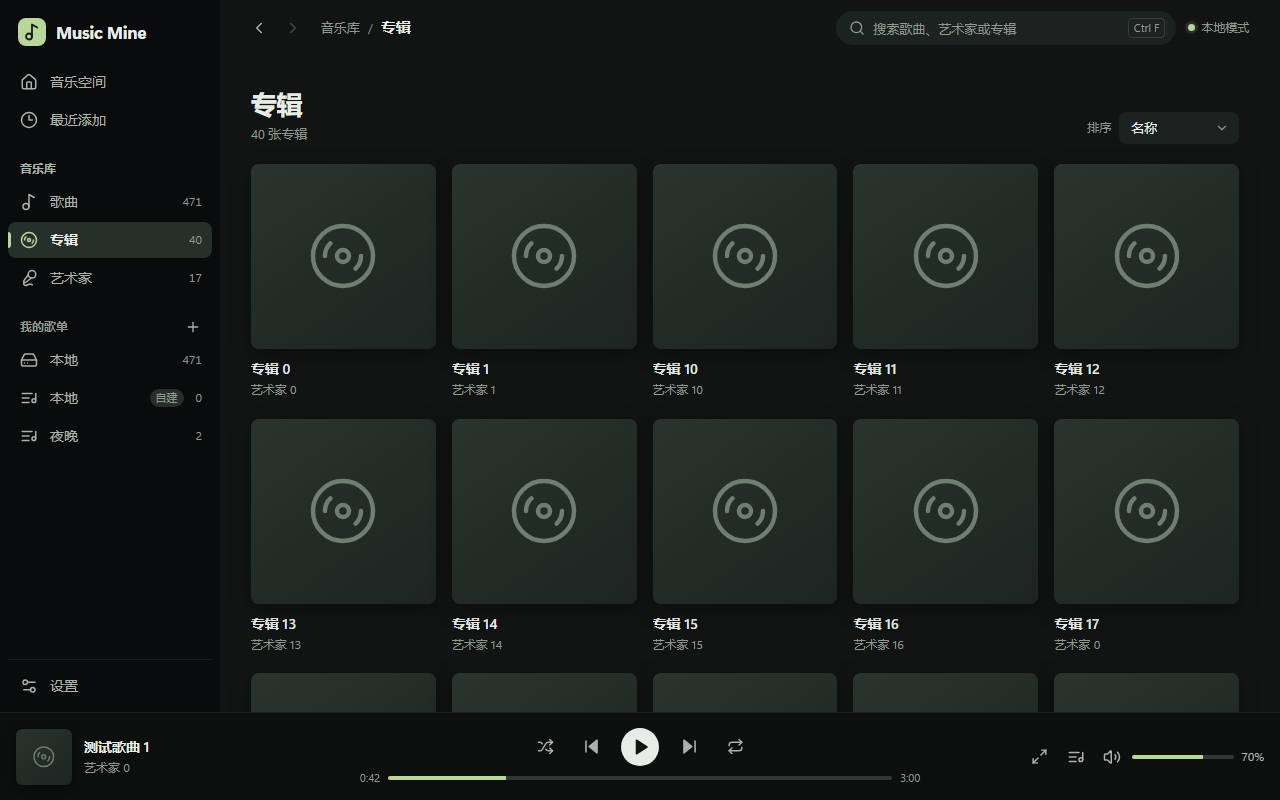 Music Mine
音乐空间
最近添加
音乐库
歌曲 471
专辑 40
艺术家 17
我的歌单
本地 471
本地 自建 0
夜晚 2
设置
音乐库 / 专辑
搜索歌曲、艺术家或专辑 Ctrl F
本地模式
专辑
40 张专辑
排序 名称
专辑 0
艺术家 0
专辑 1
艺术家 1
专辑 10
艺术家 10
专辑 11
艺术家 11
专辑 12
艺术家 12
专辑 13
艺术家 13
专辑 14
艺术家 14
专辑 15
艺术家 15
专辑 16
艺术家 16
专辑 17
艺术家 0
测试歌曲 1
艺术家 0
0:42
3:00
70%